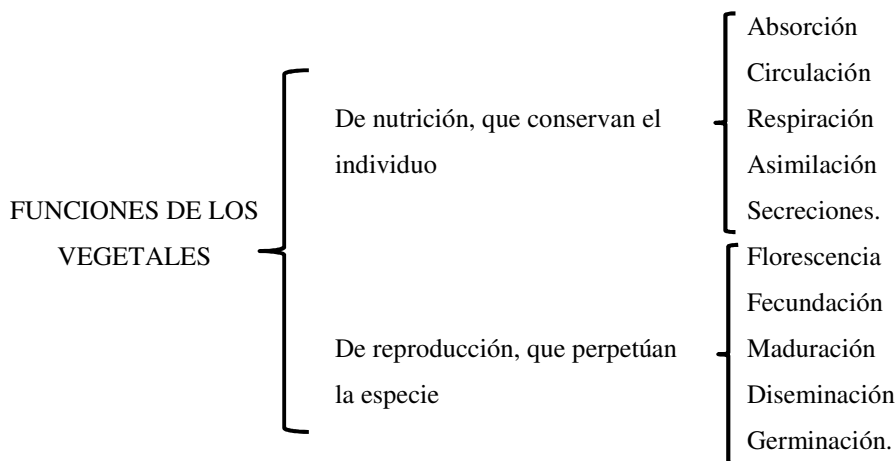 FUNCIONES DE LOS
VEGETALES
De nutrición, que conservan el
individuo
Absorción
Circulación
Respiración
Asimilación
Secreciones.
De reproducción, que perpetúan
la especie
Florescencia
Fecundación
Maduración
Diseminación
Germinación.